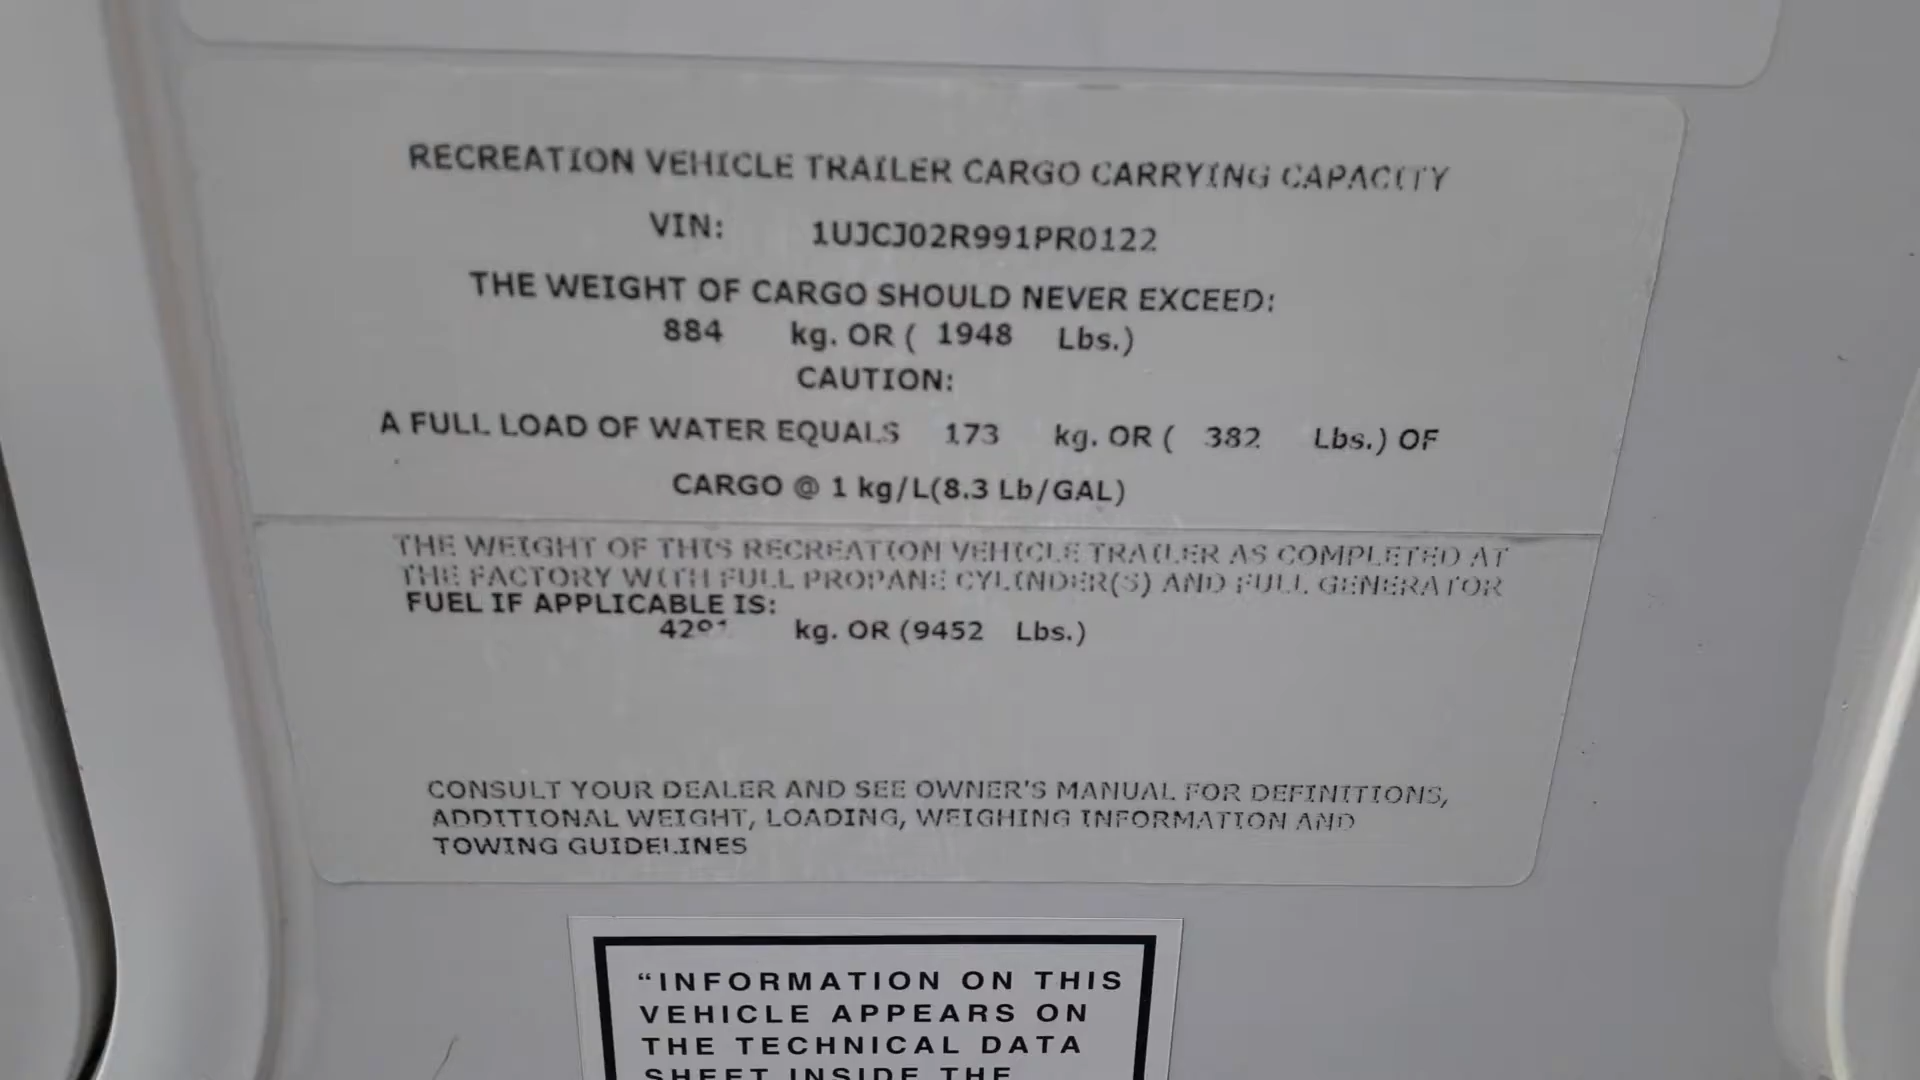 RECREATION VEHICLE TRAILER CARGO CARRYING CAPACITY
VIN: 1UJCJ02R991PR0122
THE WEIGHT OF CARGO SHOULD NEVER EXCEED:
884 kg. OR ( 1948 Lbs.)
CAUTION:
A FULL LOAD OF WATER EQUALS 173 kg. OR ( 382 Lbs.) OF
CARGO @ 1 kg/L(8.3 Lb/GAL)
THE WEIGHT OF THIS RECREATION VEHICLE TRAILER AS COMPLETED AT
THE FACTORY WITH FULL PROPANE CYLINDER(S) AND FULL GENERATOR
FUEL IF APPLICABLE IS:
kg. OR (9452 Lbs.)
CONSULT YOUR DEALER AND SEE OWNER'S MANUAL FOR DEFINITIONS,
ADDITIONAL WEIGHT, LOADING, WEIGHING INFORMATION AND
TOWING GUIDELINES
“INFORMATION ON THIS
VEHICLE APPEARS ON
THE TECHNICAL DATA
SHEET INSIDE THE